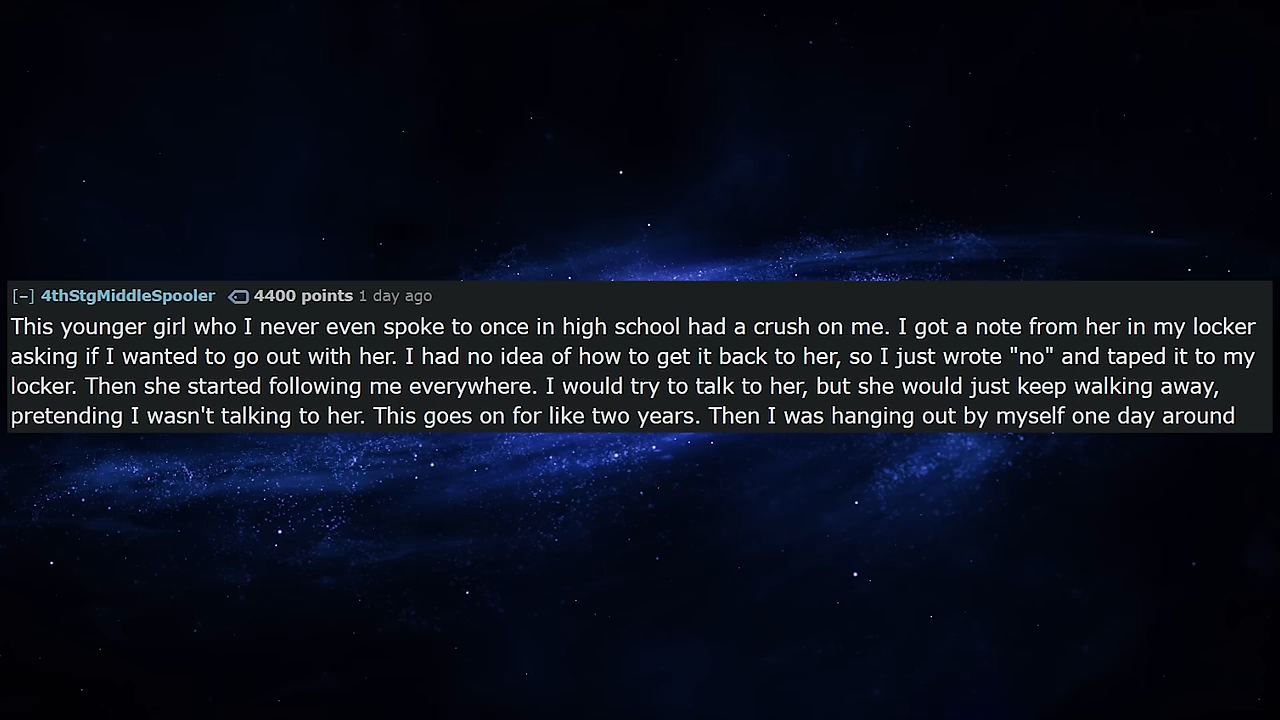 [–] 4thStgMiddleSpooler 4400 points 1 day ago
This younger girl who I never even spoke to once in high school had a crush on me. I got a note from her in my locker
asking if I wanted to go out with her. I had no idea of how to get it back to her, so I just wrote "no" and taped it to my
locker. Then she started following me everywhere. I would try to talk to her, but she would just keep walking away,
pretending I wasn't talking to her. This goes on for like two years. Then I was hanging out by myself one day around